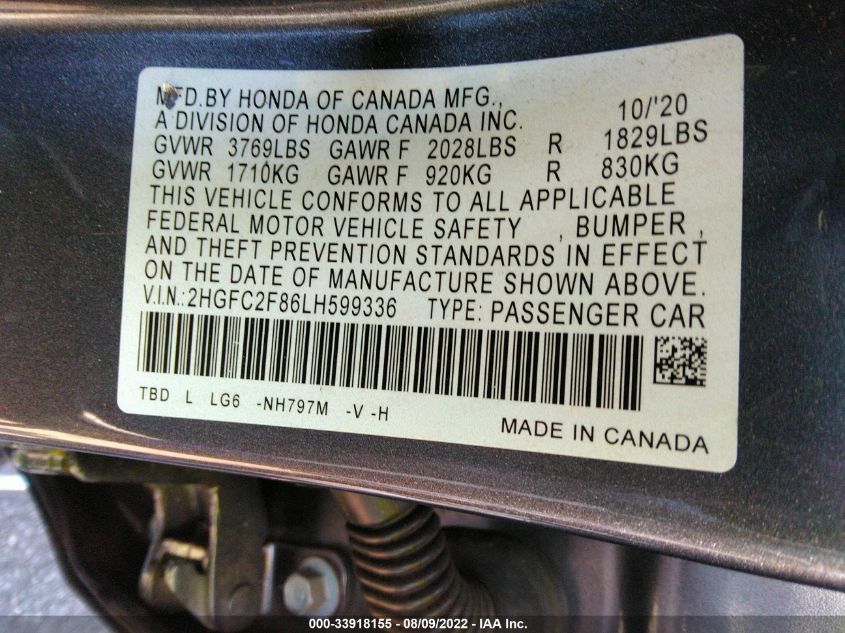 MFD.BY HONDA OF CANADA MFG., 10/'20
A DIVISION OF HONDA CANADA INC.
GVWR 3769LBS GAWR F 2028LBS R 1829LBS
GVWR 1710KG GAWR F 920KG R 830KG
THIS VEHICLE CONFORMS TO ALL APPLICABLE
FEDERAL MOTOR VEHICLE SAFETY , BUMPER ,
AND THEFT PREVENTION STANDARDS IN EFFECT
ON THE DATE OF MANUFACTURE SHOWN ABOVE.
V.I.N.:2HGFC2F86LH599336 TYPE: PASSENGER CAR
TBD L LG6 -NH797M -V -H
MADE IN CANADA
000-33918155 - 08/09/2022 - IAA Inc.